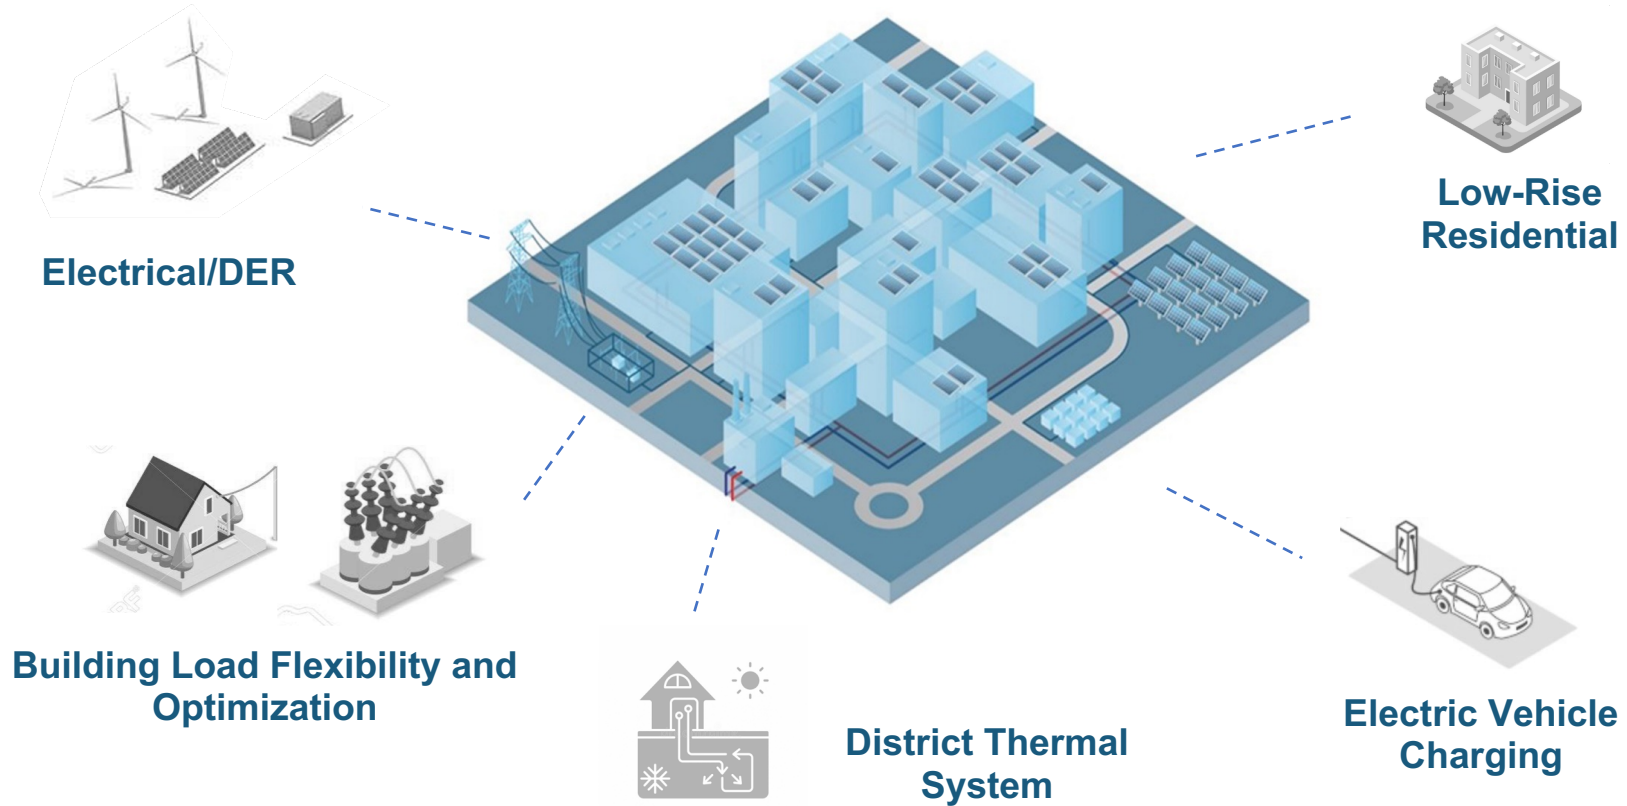 Low-Rise
Residential
Electrical/DER
Building Load Flexibility and
Optimization
District Thermal
System
Electric Vehicle
Charging